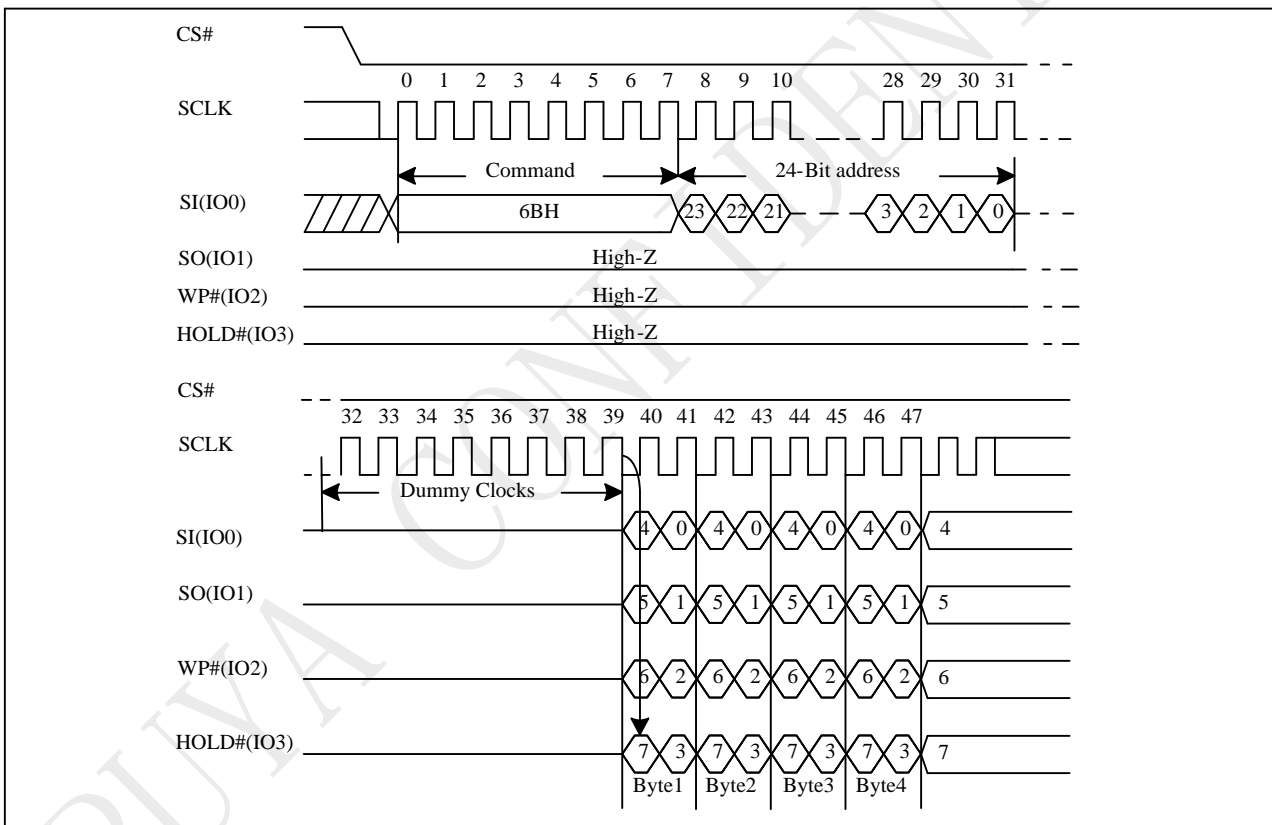 CS#
0 1 2 3 4 5 6 7 8 9 10 28 29 30 31
SCLK
Command 24-Bit address
SI(IO0) 6BH 23 22 21 3 2 1 0
SO(IO1) High-Z
WP#(IO2) High-Z
HOLD#(IO3) High-Z
CS#
32 33 34 35 36 37 38 39 40 41 42 43 44 45 46 47
SCLK
Dummy Clocks
SI(IO0) 4 0 4 0 4 0 4 0 4
SO(IO1) 5 1 5 1 5 1 5 1 5
WP#(IO2) 6 2 6 2 6 2 6 2 6
HOLD#(IO3) 7 3 7 3 7 3 7 3 7
Byte1 Byte2 Byte3 Byte4
PUYA CONFIDENTI